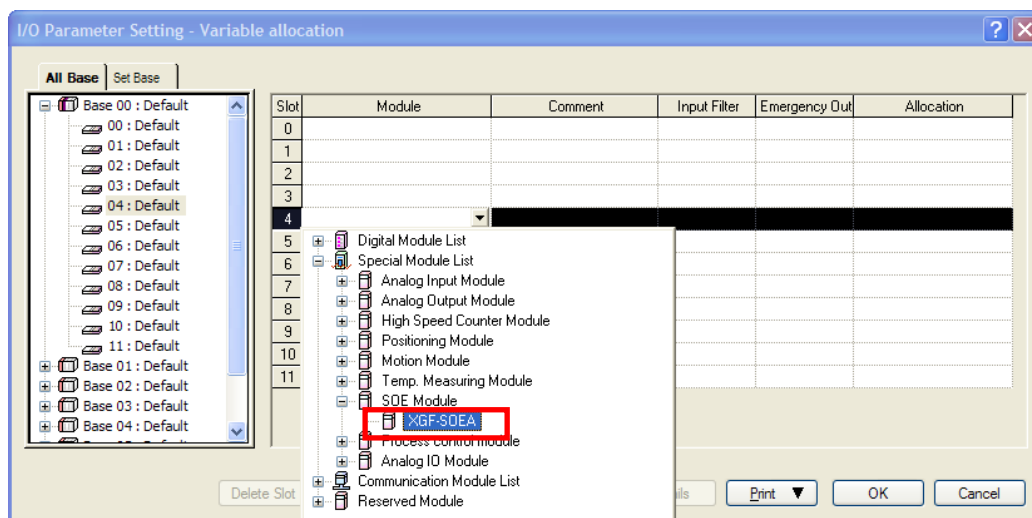 I/O Parameter Setting - Variable allocation
All Base
Set Base
Base 00 : Default
00 : Default
01 : Default
02 : Default
03 : Default
04 : Default
05 : Default
06 : Default
07 : Default
08 : Default
09 : Default
10 : Default
11 : Default
Base 01 : Default
Base 02 : Default
Base 03 : Default
Base 04 : Default
Slot Module Comment Input Filter Emergency Out Allocation
0
1
2
3
4
5
6
7
8
9
10
11
Digital Module List
Special Module List
Analog Input Module
Analog Output Module
High Speed Counter Module
Positioning Module
Motion Module
Temp. Measuring Module
SOE Module
XGF-SOEA
Process control module
Analog IO Module
Communication Module List
Reserved Module
Delete Slot
ils
Print
OK
Cancel